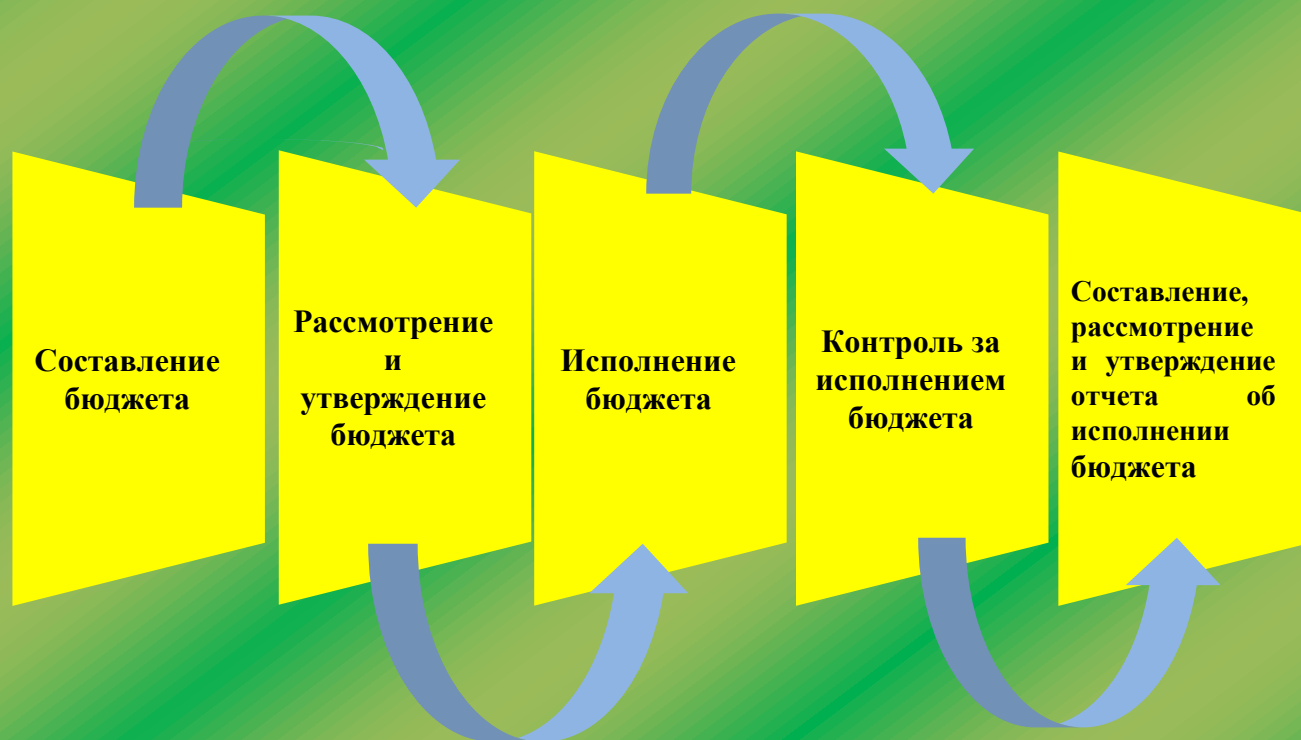 Составление
бюджета
Рассмотрение
и
утверждение
бюджета
Исполнение
бюджета
Контроль за
исполнением
бюджета
Составление,
рассмотрение
и утверждение
отчета об
исполнении
бюджета